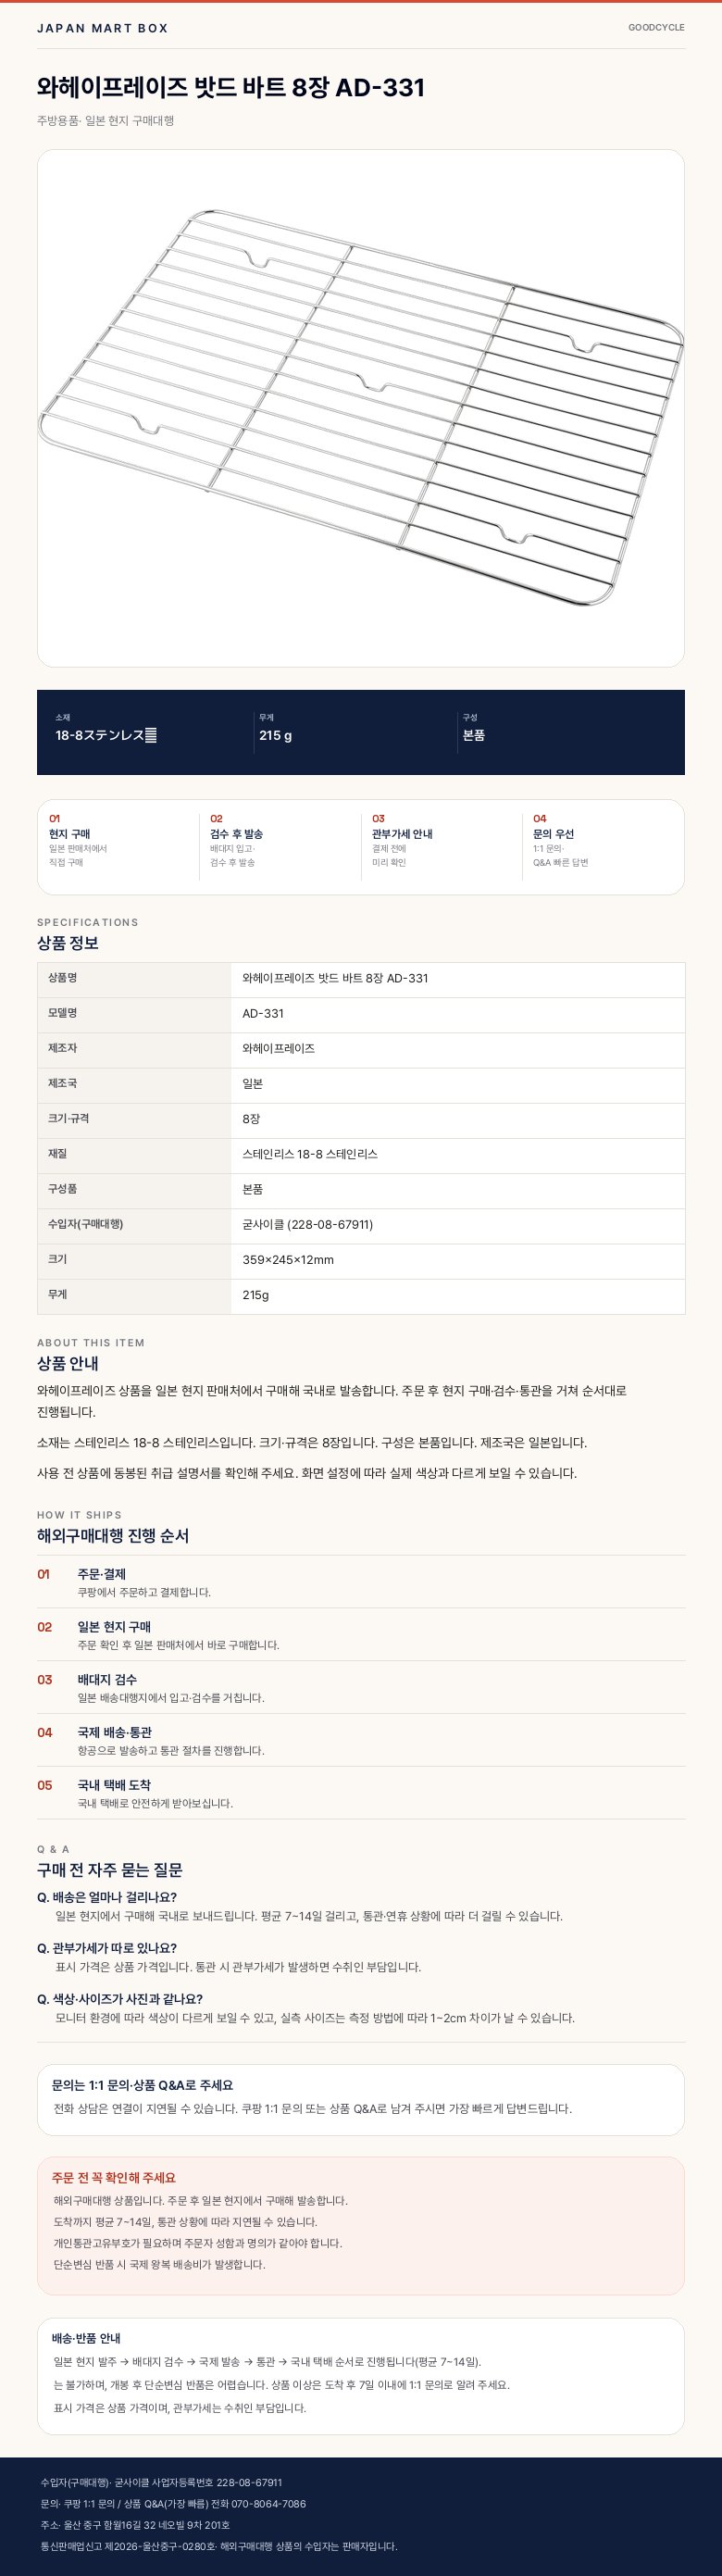 JAPAN MART BOX
GOODCYCLE
와헤이프레이즈 밧드 바트 8장 AD-331
주방용품· 일본 현지 구매대행
소재
18-8ステンレス
무게
215 g
구성
본품
01
현지 구매
일본 판매처에서
직접 구매
02
검수 후 발송
배대지 입고·
검수 후 발송
03
관부가세 안내
결제 전에
미리 확인
04
문의 우선
1:1 문의·
Q&A 빠른 답변
SPECIFICATIONS
상품 정보
상품명 와헤이프레이즈 밧드 바트 8장 AD-331
모델명 AD-331
제조자 와헤이프레이즈
제조국 일본
크기·규격 8장
재질 스테인리스 18-8 스테인리스
구성품 본품
수입자(구매대행) 굳사이클 (228-08-67911)
크기 359×245×12mm
무게 215g
ABOUT THIS ITEM
상품 안내
와헤이프레이즈 상품을 일본 현지 판매처에서 구매해 국내로 발송합니다. 주문 후 현지 구매·검수·통관을 거쳐 순서대로
진행됩니다.
소재는 스테인리스 18-8 스테인리스입니다. 크기·규격은 8장입니다. 구성은 본품입니다. 제조국은 일본입니다.
사용 전 상품에 동봉된 취급 설명서를 확인해 주세요. 화면 설정에 따라 실제 색상과 다르게 보일 수 있습니다.
HOW IT SHIPS
해외구매대행 진행 순서
01 주문·결제
쿠팡에서 주문하고 결제합니다.
02 일본 현지 구매
주문 확인 후 일본 판매처에서 바로 구매합니다.
03 배대지 검수
일본 배송대행지에서 입고·검수를 거칩니다.
04 국제 배송·통관
항공으로 발송하고 통관 절차를 진행합니다.
05 국내 택배 도착
국내 택배로 안전하게 받아보십니다.
Q & A
구매 전 자주 묻는 질문
Q. 배송은 얼마나 걸리나요?
일본 현지에서 구매해 국내로 보내드립니다. 평균 7~14일 걸리고, 통관·연휴 상황에 따라 더 걸릴 수 있습니다.
Q. 관부가세가 따로 있나요?
표시 가격은 상품 가격입니다. 통관 시 관부가세가 발생하면 수취인 부담입니다.
Q. 색상·사이즈가 사진과 같나요?
모니터 환경에 따라 색상이 다르게 보일 수 있고, 실측 사이즈는 측정 방법에 따라 1~2cm 차이가 날 수 있습니다.
문의는 1:1 문의·상품 Q&A로 주세요
전화 상담은 연결이 지연될 수 있습니다. 쿠팡 1:1 문의 또는 상품 Q&A로 남겨 주시면 가장 빠르게 답변드립니다.
주문 전 꼭 확인해 주세요
해외구매대행 상품입니다. 주문 후 일본 현지에서 구매해 발송합니다.
도착까지 평균 7~14일, 통관 상황에 따라 지연될 수 있습니다.
개인통관고유부호가 필요하며 주문자 성함과 명의가 같아야 합니다.
단순변심 반품 시 국제 왕복 배송비가 발생합니다.
배송·반품 안내
일본 현지 발주 → 배대지 검수 → 국제 발송 → 통관 → 국내 택배 순서로 진행됩니다(평균 7~14일).
는 불가하며, 개봉 후 단순변심 반품은 어렵습니다. 상품 이상은 도착 후 7일 이내에 1:1 문의로 알려 주세요.
표시 가격은 상품 가격이며, 관부가세는 수취인 부담입니다.
수입자(구매대행)· 굳사이클 사업자등록번호 228-08-67911
문의· 쿠팡 1:1 문의 / 상품 Q&A(가장 빠름) 전화 070-8064-7086
주소· 울산 중구 함월16길 32 네오빌 9차 201호
통신판매업신고 제2026-울산중구-0280호· 해외구매대행 상품의 수입자는 판매자입니다.